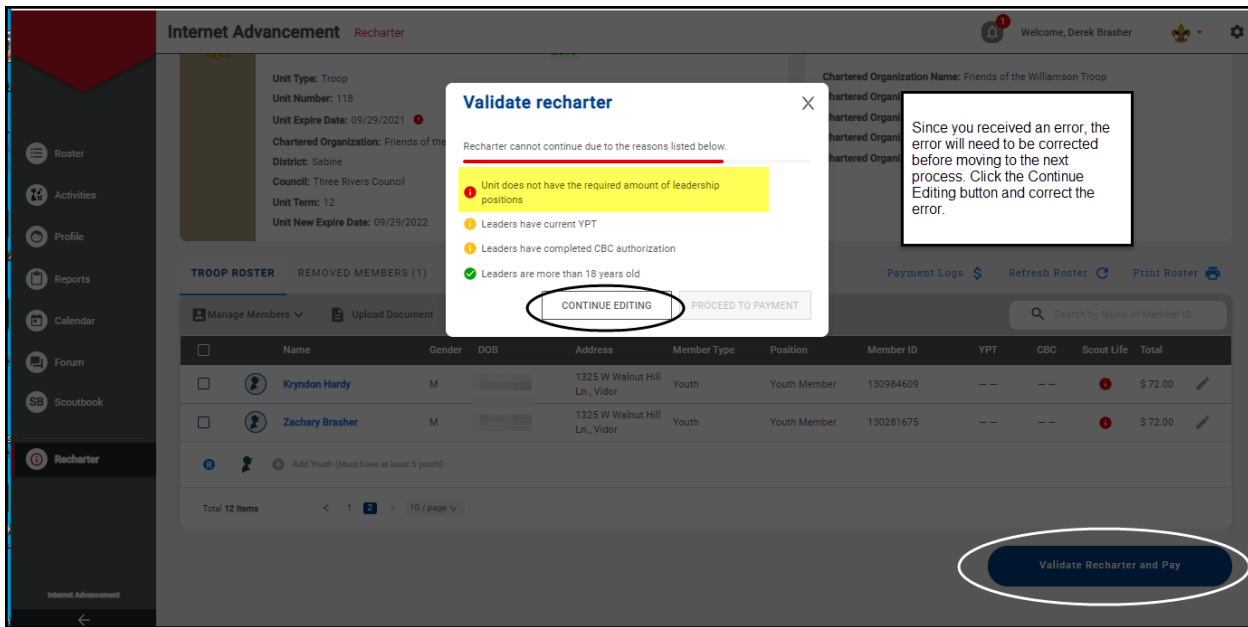 Internet Advancement Recharter
1
Welcome, Derek Brasher
Unit Type: Troop
Unit Number: 118
Unit Expire Date: 09/29/2021
Chartered Organization: Friends of the
District: Sabine
Council: Three Rivers Council
Unit Term: 12
Unit New Expire Date: 09/29/2022
Chartered Organization Name: Friends of the Williamson Troop
Chartered Organi
Chartered Organi
Chartered Organi
Chartered Organi
Since you received an error, the
error will need to be corrected
before moving to the next
process. Click the Continue
Editing button and correct the
error.
Validate recharter
Recharter cannot continue due to the reasons listed below.
Unit does not have the required amount of leadership
positions
Leaders have current YPT
Leaders have completed CBC authorization
Leaders are more than 18 years old
CONTINUE EDITING PROCEED TO PAYMENT
Roster
Activities
Profile
Reports
Calendar
Forum
SB Scoutbook
Recharter
Internet Advancement
TROOP ROSTER REMOVED MEMBERS (1) Payment Logs $ Refresh Roster Print Roster
Manage Members Upload Document Search by Name or Member ID
Name Gender DOB Address Member Type Position Member ID YPT CBC Scout Life Total
Kryndon Hardy M 1325 W Walnut Hill Ln., Vidor Youth Youth Member 130984609 -- -- $ 72.00
Zachary Brasher M 1325 W Walnut Hill Ln., Vidor Youth Youth Member 130281675 -- -- $ 72.00
R Add Youth (Must have at least 5 youth)
Total 12 Items < 1 2 > 10 / page
Validate Recharter and Pay